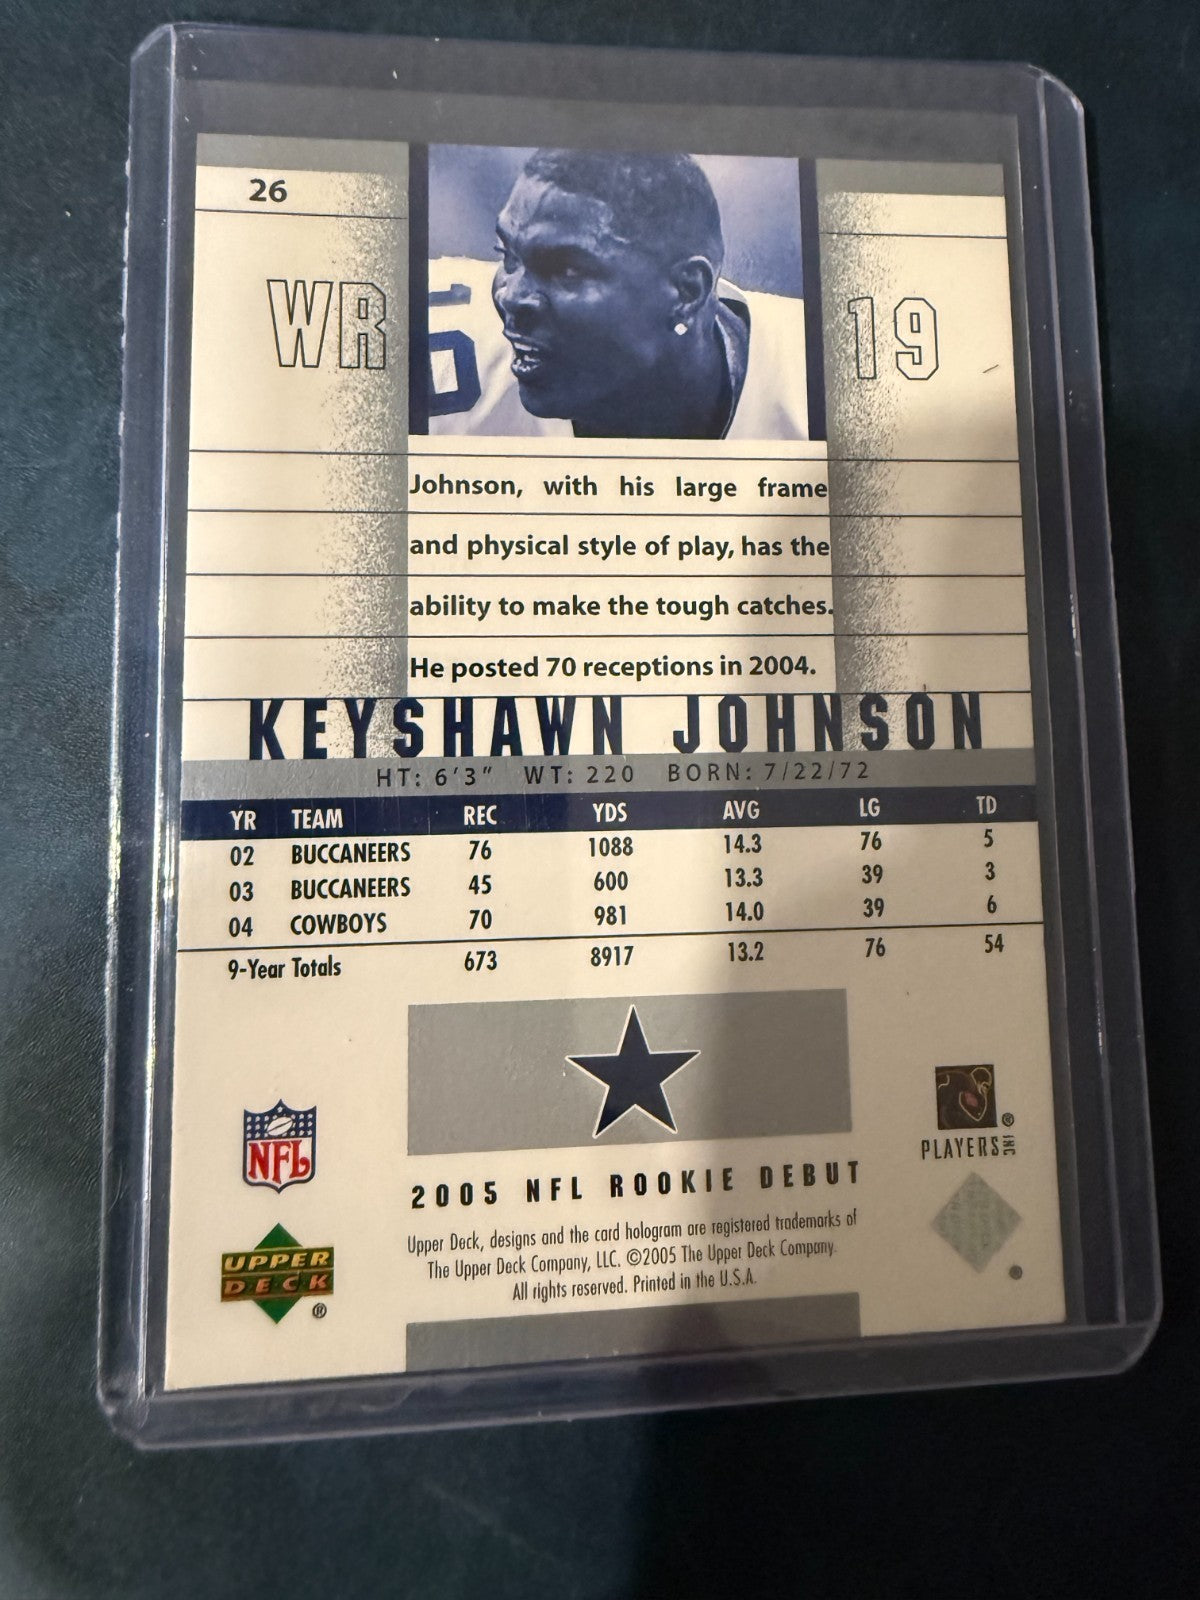 26
WR
19
Johnson, with his large frame
and physical style of play, has the
ability to make the tough catches.
He posted 70 receptions in 2004.
KEYSHAWN JOHNSON
HT: 6'3" WT: 220 BORN: 7/22/72
YR TEAM REC YDS AVG LG TD
02 BUCCANEERS 76 1088 14.3 76 5
03 BUCCANEERS 45 600 13.3 39 3
04 COWBOYS 70 981 14.0 39 6
9-Year Totals 673 8917 13.2 76 54
NFL
PLAYERS INC ®
2005 NFL ROOKIE DEBUT
UPPER
DECK ®
Upper Deck, designs and the card hologram are registered trademarks of
The Upper Deck Company, LLC. ©2005 The Upper Deck Company.
All rights reserved. Printed in the U.S.A.